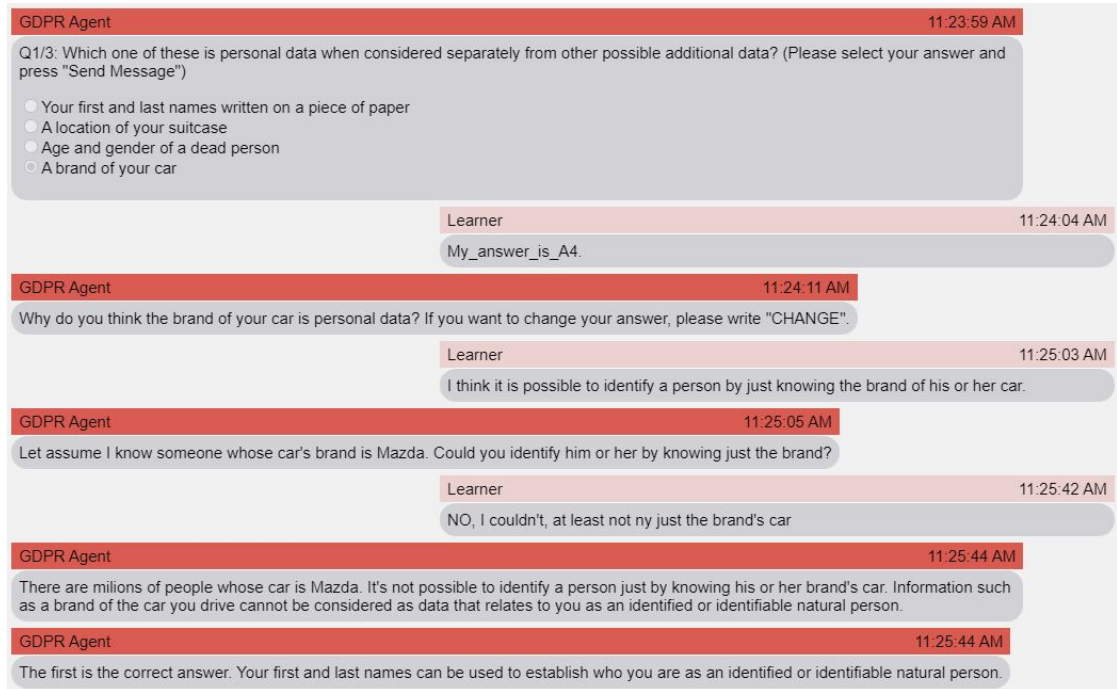 GDPR Agent 11:23:59 AM
Q1/3: Which one of these is personal data when considered separately from other possible additional data? (Please select your answer and
press "Send Message")
Your first and last names written on a piece of paper
A location of your suitcase
Age and gender of a dead person
A brand of your car
Learner 11:24:04 AM
My_answer_is_A4.
GDPR Agent 11:24:11 AM
Why do you think the brand of your car is personal data? If you want to change your answer, please write "CHANGE".
Learner 11:25:03 AM
I think it is possible to identify a person by just knowing the brand of his or her car.
GDPR Agent 11:25:05 AM
Let assume I know someone whose car's brand is Mazda. Could you identify him or her by knowing just the brand?
Learner 11:25:42 AM
NO, I couldn't, at least not ny just the brand's car
GDPR Agent 11:25:44 AM
There are milions of people whose car is Mazda. It's not possible to identify a person just by knowing his or her brand's car. Information such
as a brand of the car you drive cannot be considered as data that relates to you as an identified or identifiable natural person.
GDPR Agent 11:25:44 AM
The first is the correct answer. Your first and last names can be used to establish who you are as an identified or identifiable natural person.